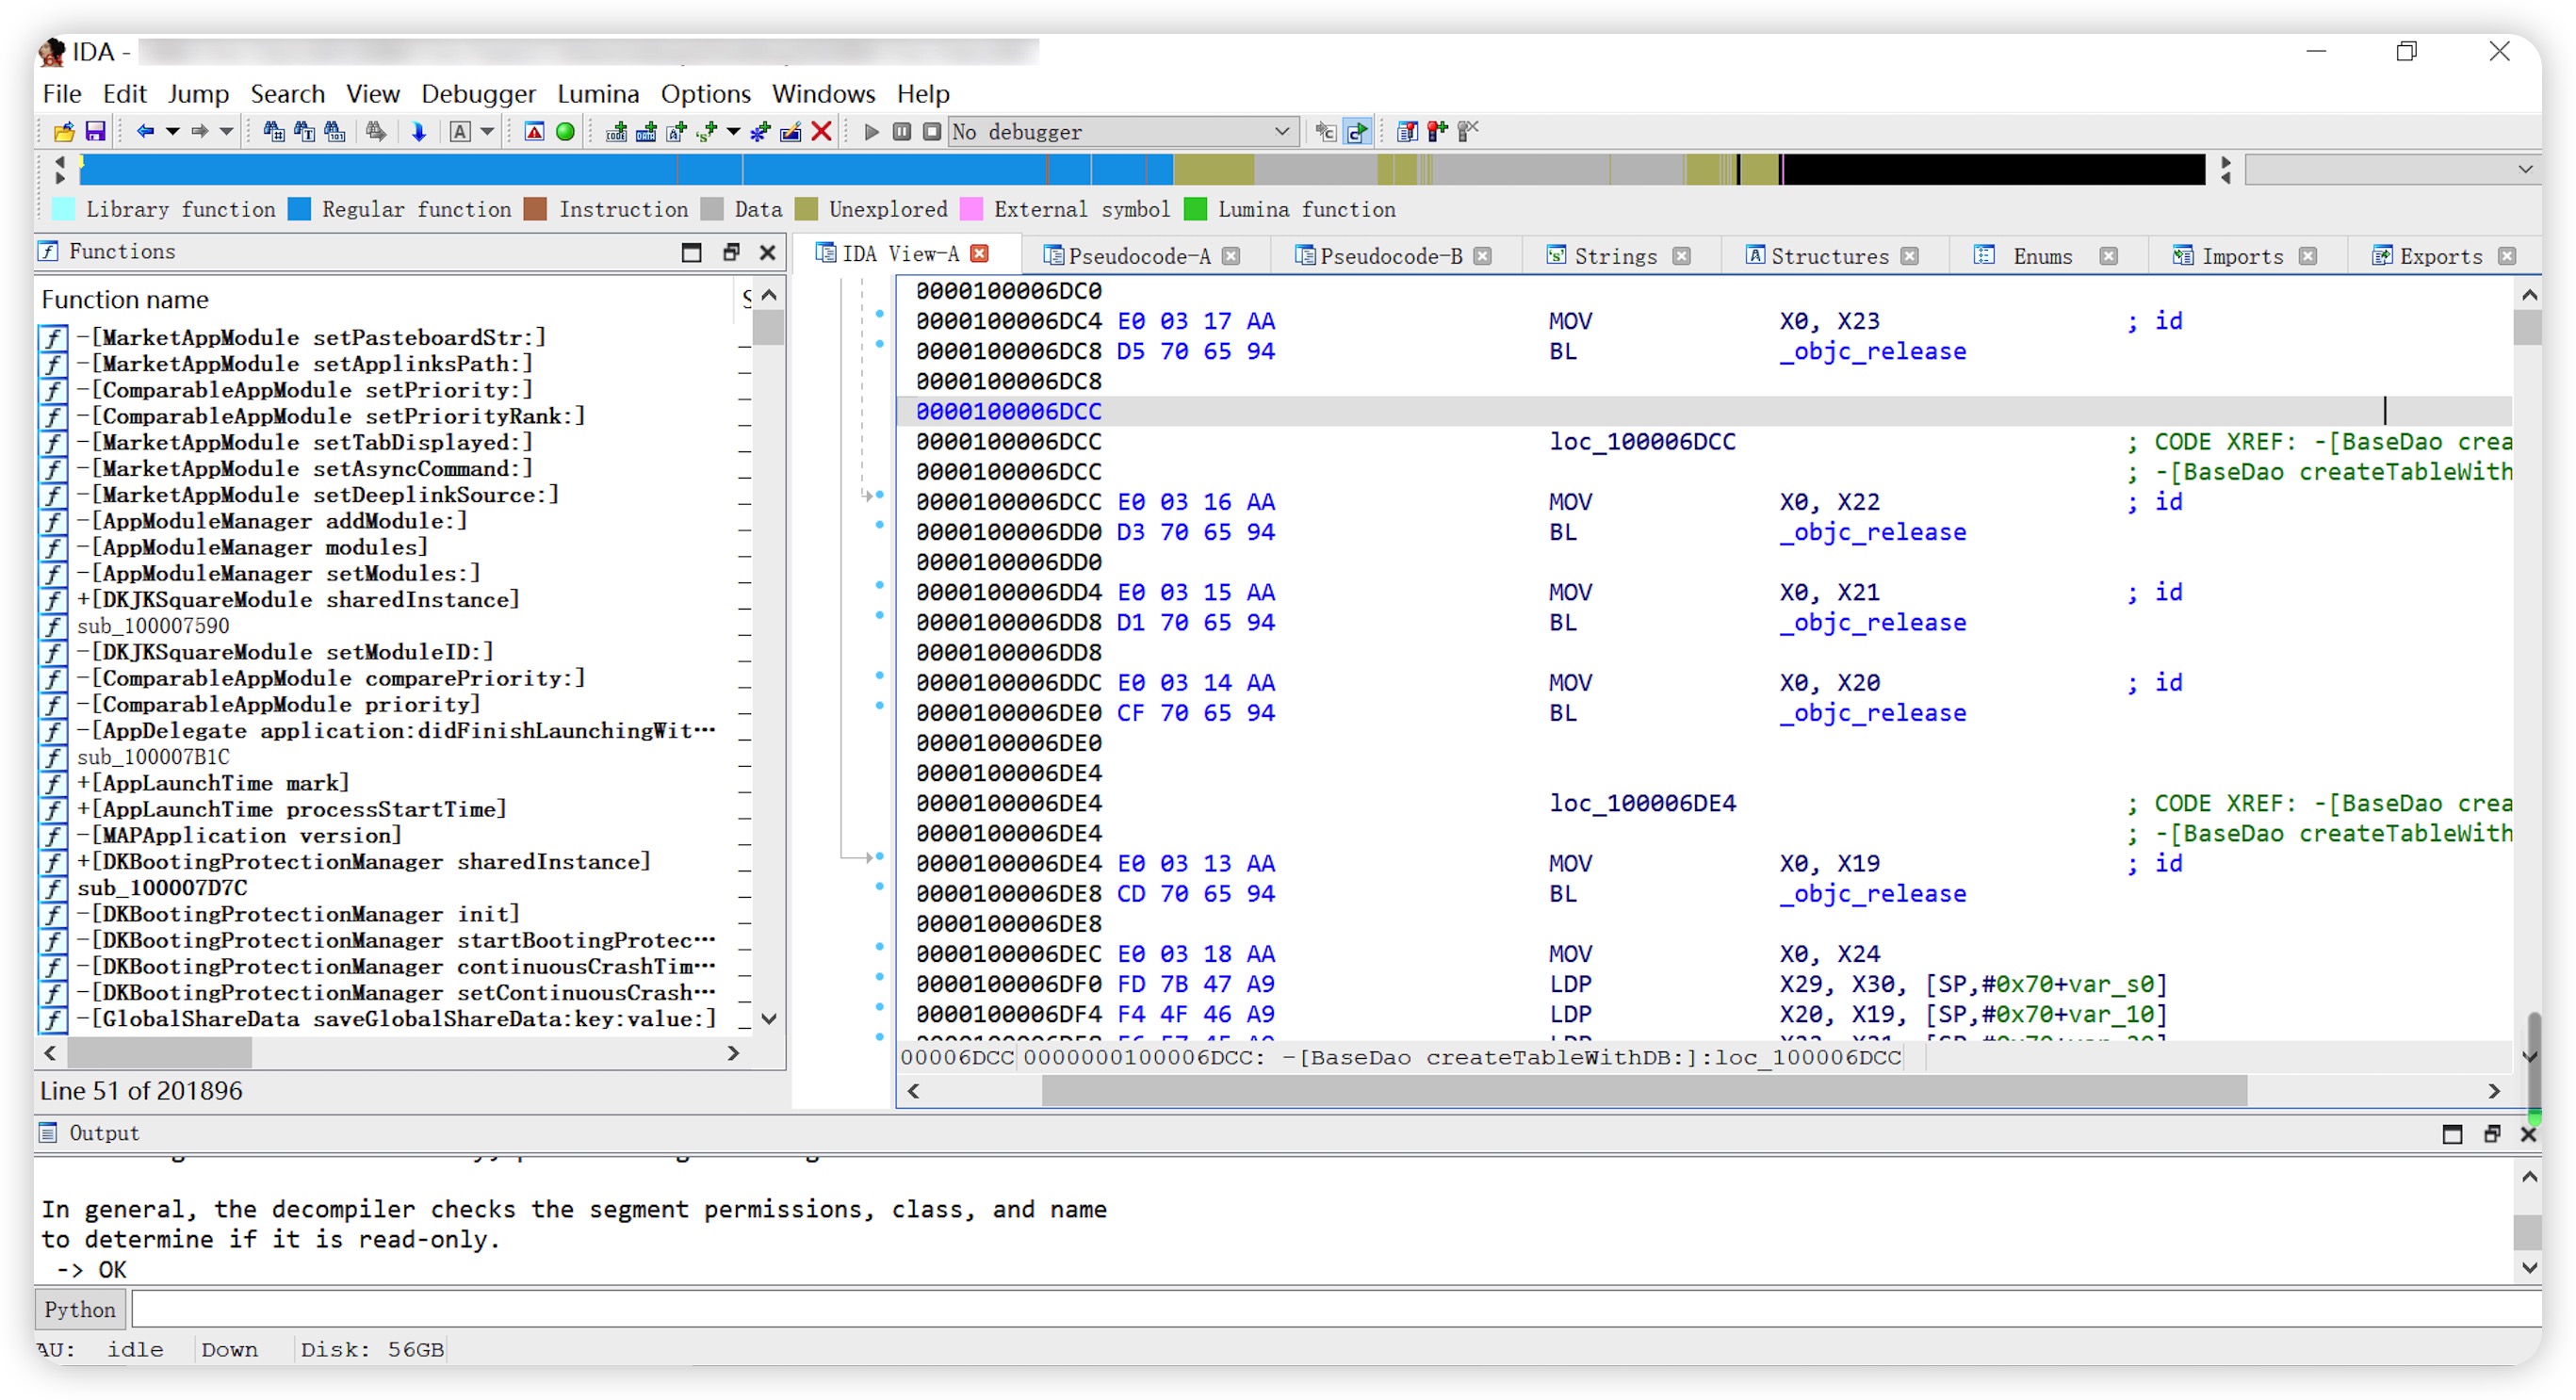 IDA -
File Edit Jump Search View Debugger Lumina Options Windows Help
No debugger
Library function Regular function Instruction Data Unexplored External symbol Lumina function
Functions
Function name
-[MarketAppModule setPasteboardStr:]
-[MarketAppModule setApplinksPath:]
-[ComparableAppModule setPriority:]
-[ComparableAppModule setPriorityRank:]
-[MarketAppModule setTabDisplayed:]
-[MarketAppModule setAsyncCommand:]
-[MarketAppModule setDeeplinkSource:]
-[AppModuleManager addModule:]
-[AppModuleManager modules]
-[AppModuleManager setModules:]
+[DKJKSquareModule sharedInstance]
sub_100007590
-[DKJKSquareModule setModuleID:]
-[ComparableAppModule comparePriority:]
-[ComparableAppModule priority]
-[AppDelegate application:didFinishLaunchingWit…
sub_100007B1C
+[AppLaunchTime mark]
+[AppLaunchTime processStartTime]
-[MAPApplication version]
+[DKBootingProtectionManager sharedInstance]
sub_100007D7C
-[DKBootingProtectionManager init]
-[DKBootingProtectionManager startBootingProtec…
-[DKBootingProtectionManager continuousCrashTim…
-[DKBootingProtectionManager setContinuousCrash…
-[GlobalShareData saveGlobalShareData:key:value:]
Line 51 of 201896
IDA View-A Pseudocode-A Pseudocode-B Strings Structures Enums Imports Exports
0000100006DC0
0000100006DC4 E0 03 17 AA MOV X0, X23 ; id
0000100006DC8 D5 70 65 94 BL _objc_release
0000100006DC8
0000100006DCC
0000100006DCC loc_100006DCC ; CODE XREF: -[BaseDao crea
0000100006DCC ; -[BaseDao createTableWith
0000100006DCC E0 03 16 AA MOV X0, X22 ; id
0000100006DD0 D3 70 65 94 BL _objc_release
0000100006DD0
0000100006DD4 E0 03 15 AA MOV X0, X21 ; id
0000100006DD8 D1 70 65 94 BL _objc_release
0000100006DD8
0000100006DDC E0 03 14 AA MOV X0, X20 ; id
0000100006DE0 CF 70 65 94 BL _objc_release
0000100006DE0
0000100006DE4
0000100006DE4 loc_100006DE4 ; CODE XREF: -[BaseDao crea
0000100006DE4 ; -[BaseDao createTableWith
0000100006DE4 E0 03 13 AA MOV X0, X19 ; id
0000100006DE8 CD 70 65 94 BL _objc_release
0000100006DE8
0000100006DEC E0 03 18 AA MOV X0, X24
0000100006DF0 FD 7B 47 A9 LDP X29, X30, [SP,#0x70+var_s0]
0000100006DF4 F4 4F 46 A9 LDP X20, X19, [SP,#0x70+var_10]
00006DCC 0000000100006DCC: -[BaseDao createTableWithDB:]:loc_100006DCC
Output
In general, the decompiler checks the segment permissions, class, and name
to determine if it is read-only.
-> OK
Python
AU: idle Down Disk: 56GB